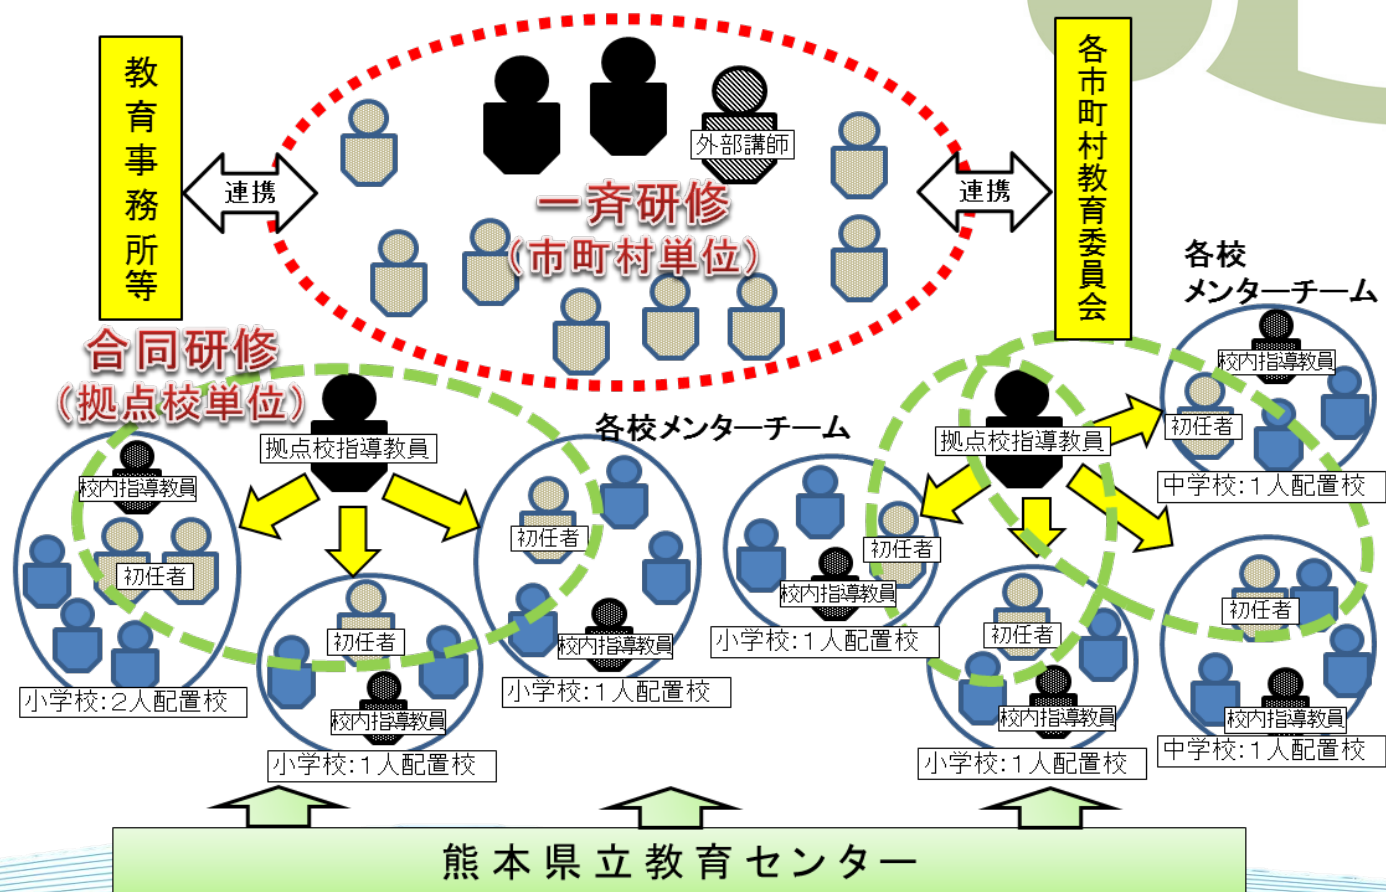 教育事務所等
連携
外部講師
一斉研修
(市町村単位)
連携
各市町村教育委員会
合同研修
(拠点校単位)
拠点校指導教員
校内指導教員
初任者
小学校:2人配置校
初任者
校内指導教員
小学校:1人配置校
各校メンターチーム
初任者
校内指導教員
小学校:1人配置校
各校
メンターチーム
拠点校指導教員
初任者
校内指導教員
小学校:1人配置校
初任者
校内指導教員
小学校:1人配置校
校内指導教員
初任者
中学校:1人配置校
初任者
校内指導教員
中学校:1人配置校
熊本県立教育センター